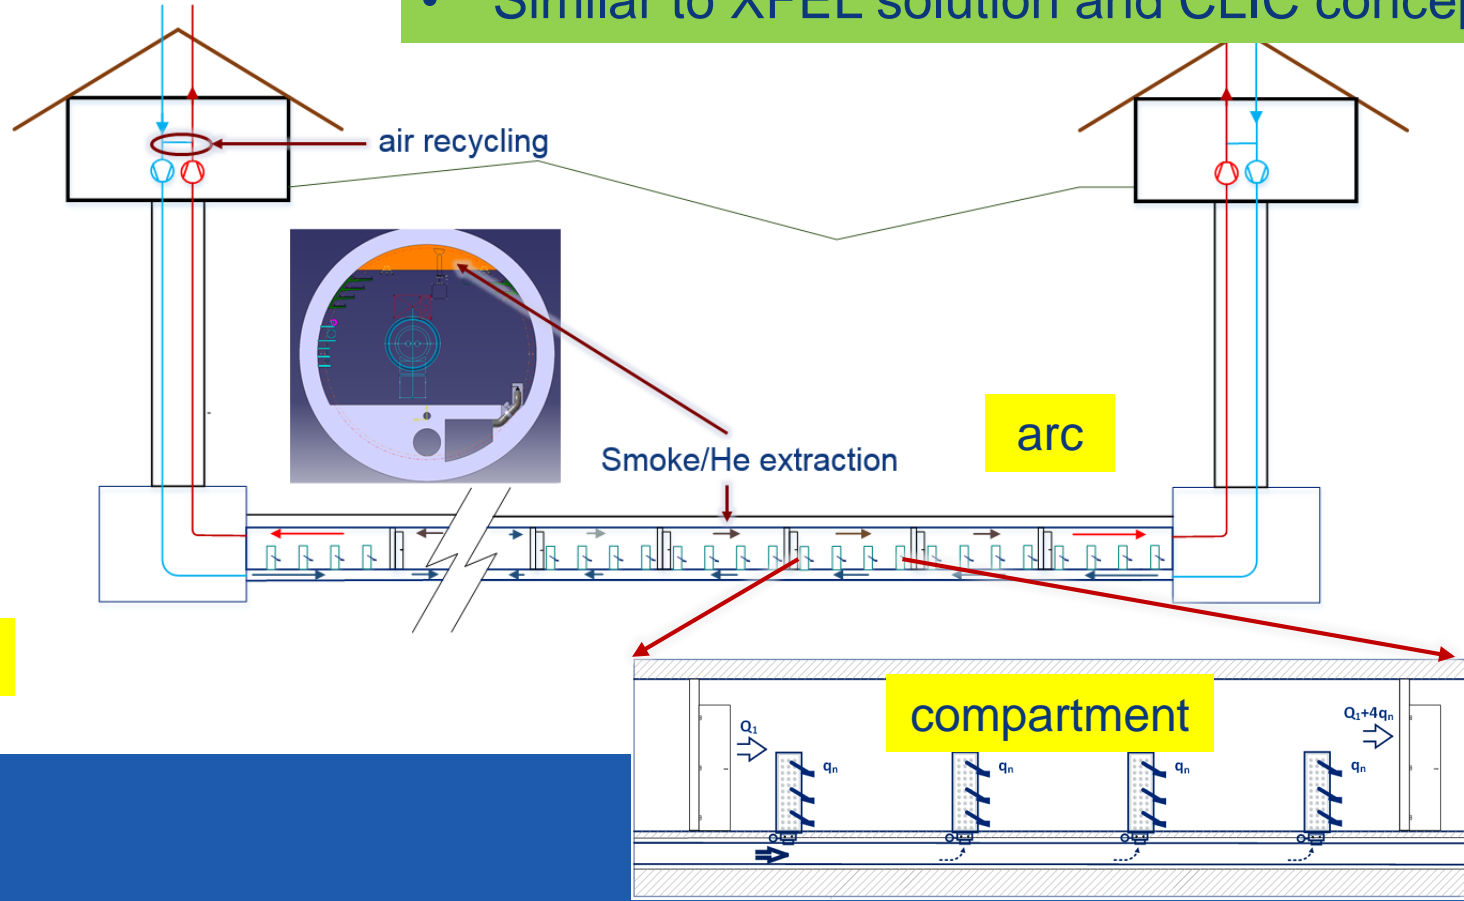 • Similar to XFEL solution and CLIC
air recycling
arc
Smoke/He extraction
compartment
Q₁
Q₁+4qₙ
qₙ
qₙ
qₙ
qₙ